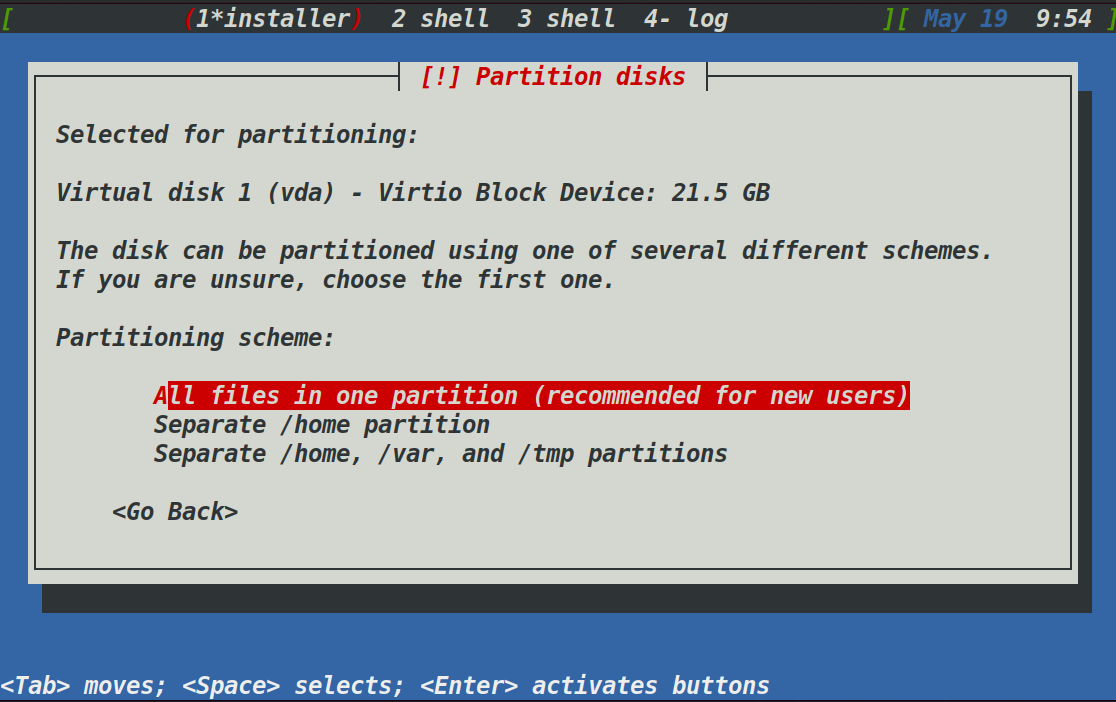 [ (1*installer) 2 shell 3 shell 4- log ][ May 19 9:54 ]
[!] Partition disks
Selected for partitioning:
Virtual disk 1 (vda) - Virtio Block Device: 21.5 GB
The disk can be partitioned using one of several different schemes.
If you are unsure, choose the first one.
Partitioning scheme:
All files in one partition (recommended for new users)
Separate /home partition
Separate /home, /var, and /tmp partitions
<Go Back>
<Tab> moves; <Space> selects; <Enter> activates buttons